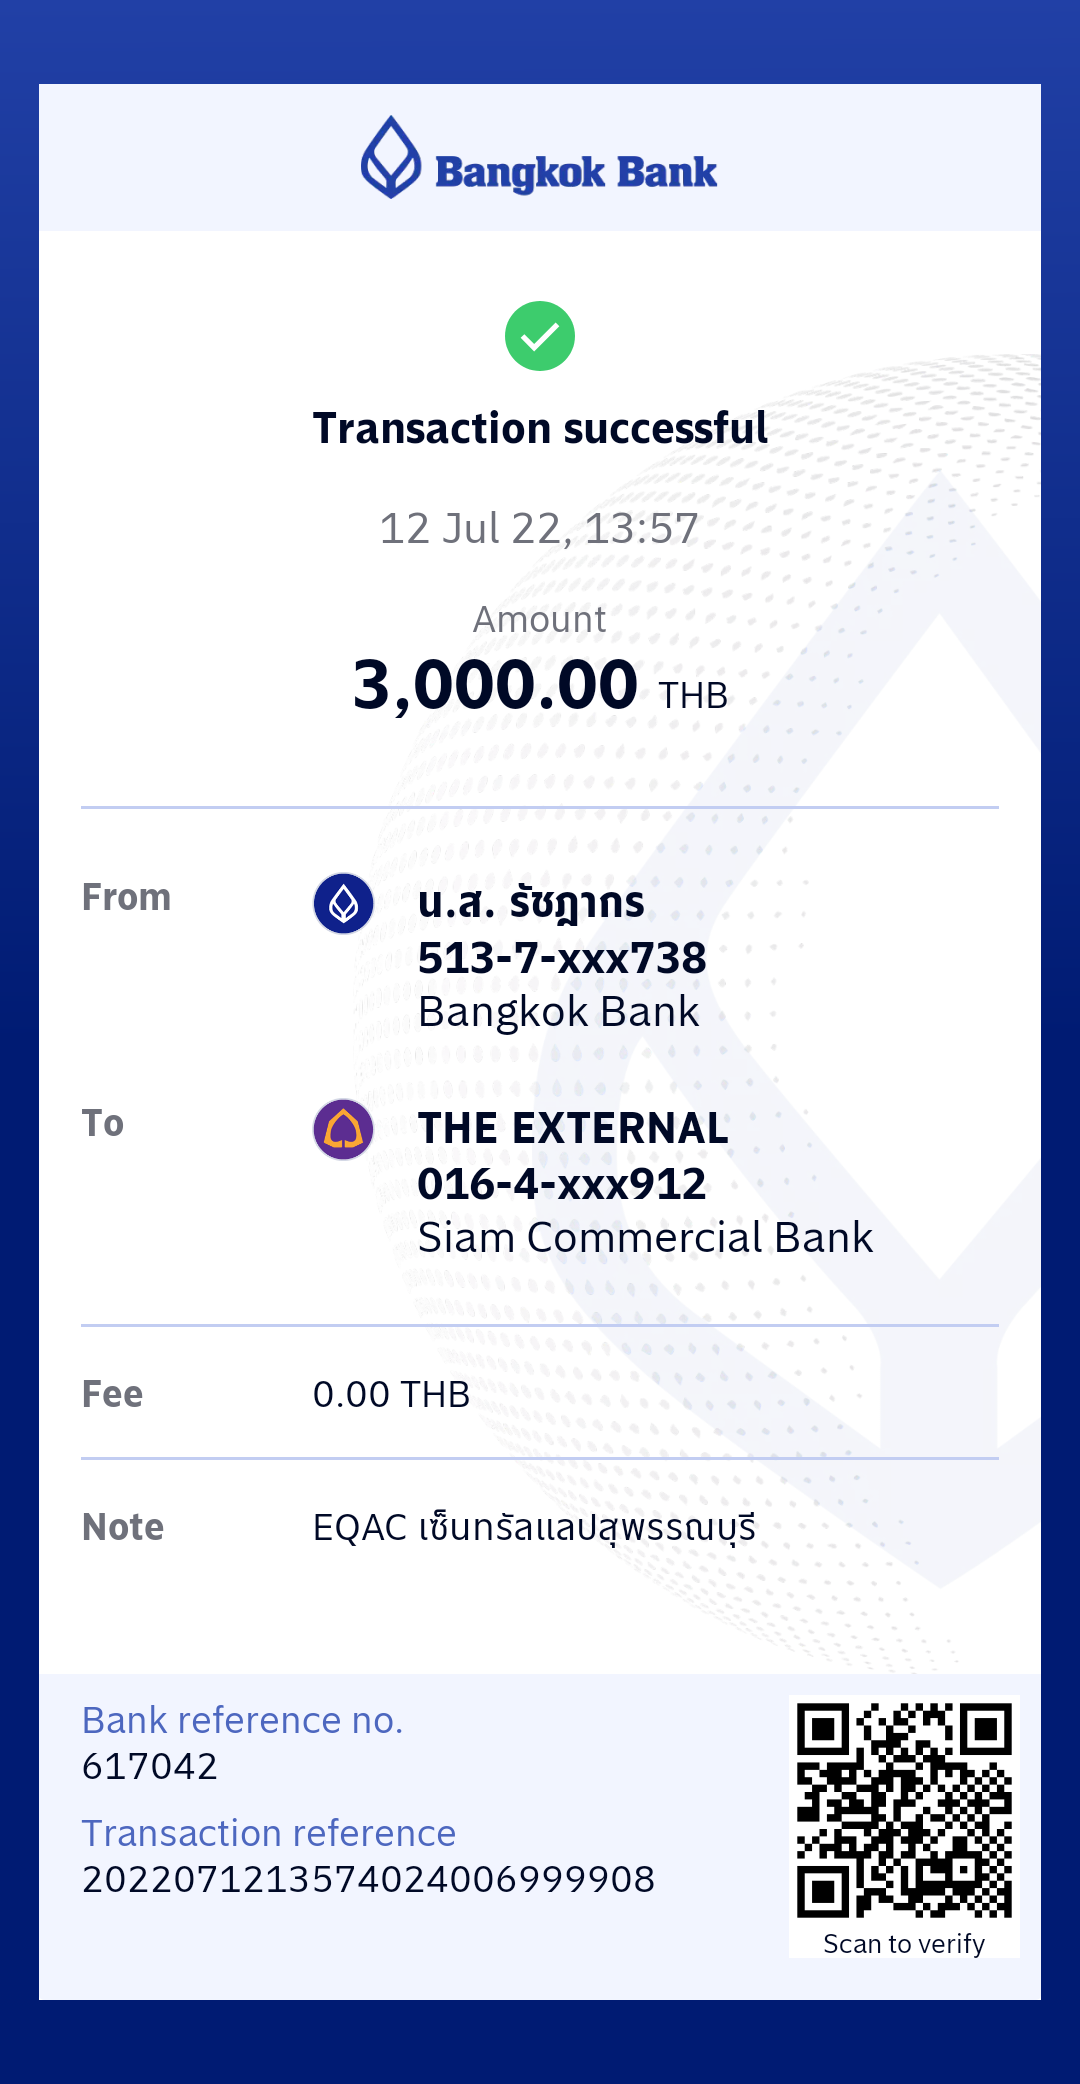 Bangkok Bank
Transaction successful
12 Jul 22, 13:57
Amount
3,000.00 THB
From
น.ส. รัชฎากร
513-7-xxx738
Bangkok Bank
To
THE EXTERNAL
016-4-xxx912
Siam Commercial Bank
Fee 0.00 THB
Note EQAC เซ็นทรัลแลปสุพรรณบุรี
Bank reference no.
617042
Transaction reference
2022071213574024006999908
Scan to verify